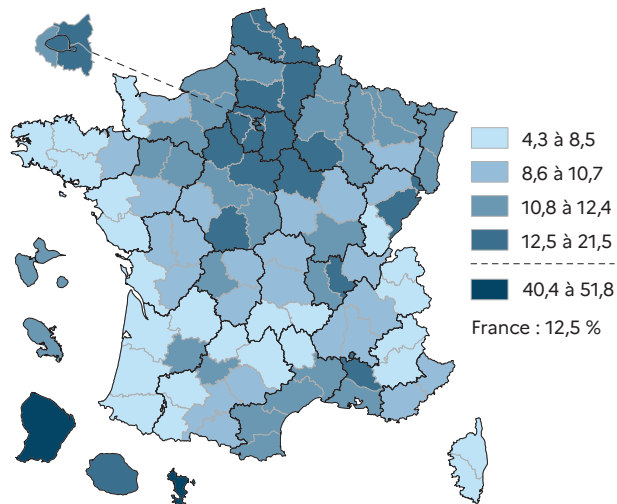 4,3 à 8,5
8,6 à 10,7
10,8 à 12,4
12,5 à 21,5
40,4 à 51,8
France : 12,5 %